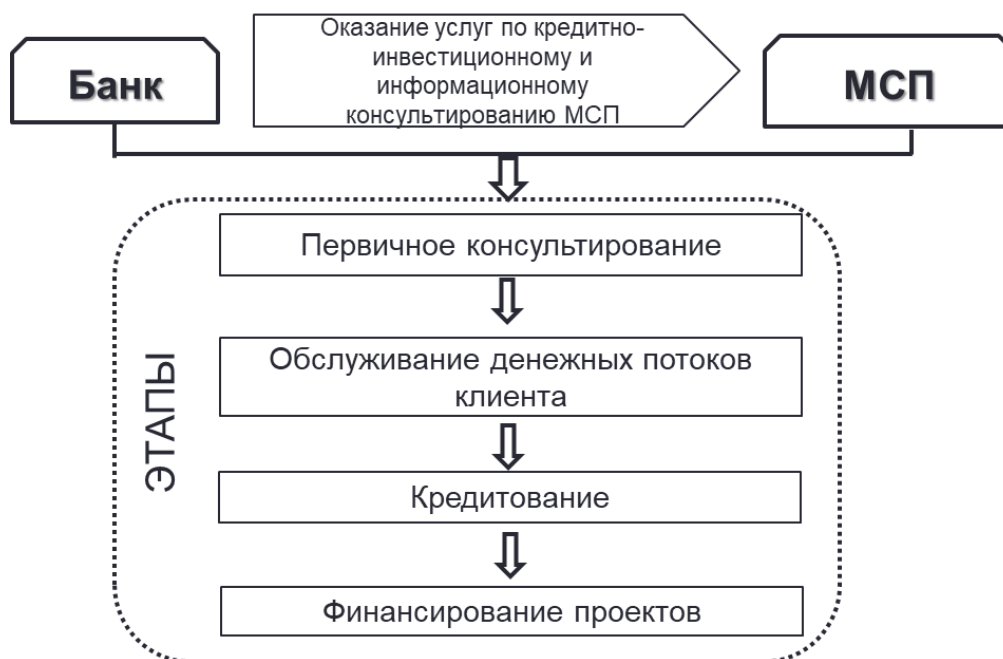 Банк
Оказание услуг по кредитно-
инвестиционному и
информационному
консультированию МСП
МСП
ЭТАПЫ
Первичное консультирование
Обслуживание денежных потоков
клиента
Кредитование
Финансирование проектов